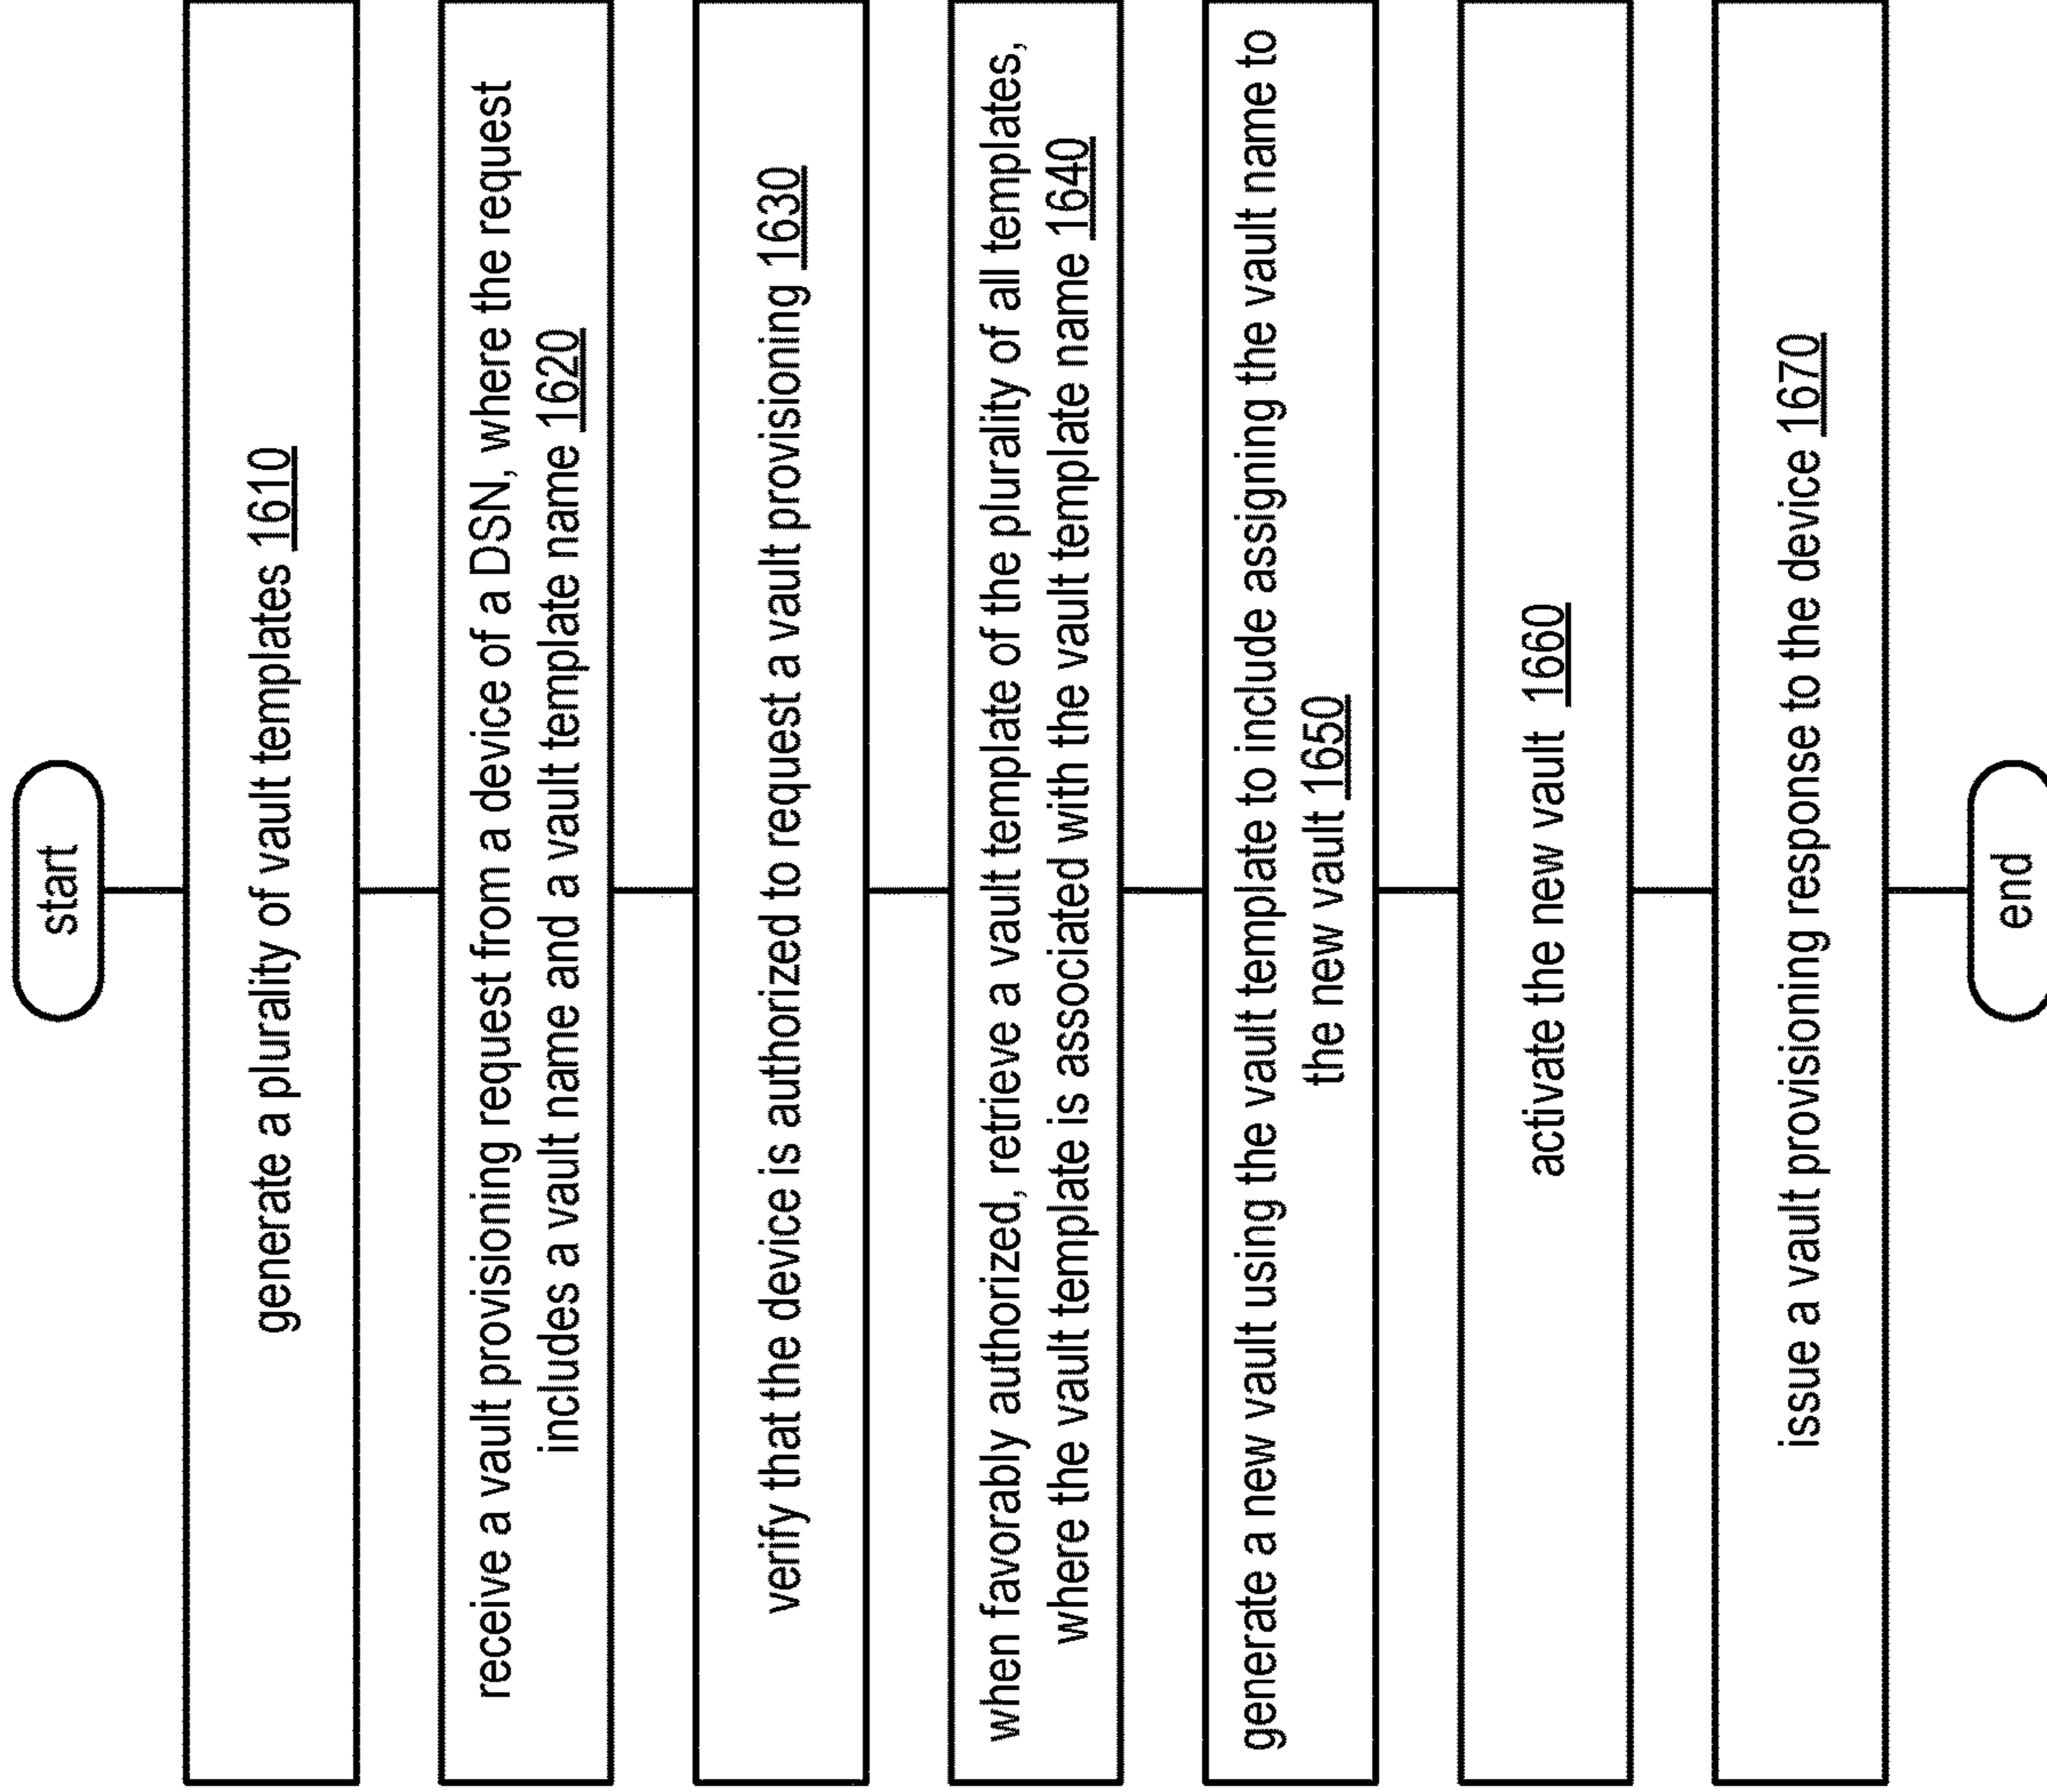 start
generate a plurality of vault templates 1610
receive a vault provisioning request from a device of a DSN, where the request
includes a vault name and a vault template name 1620
verify that the device is authorized to request a vault provisioning 1630
when favorably authorized, retrieve a vault template of the plurality of all templates,
where the vault template is associated with the vault template name 1640
generate a new vault using the vault template to include assigning the vault name to
the new vault 1650
activate the new vault 1660
issue a vault provisioning response to the device 1670
end